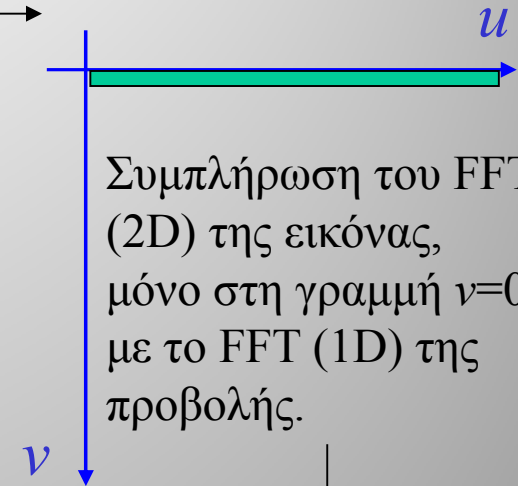 u
Συμπλήρωση του FFT
(2D) της εικόνας,
μόνο στη γραμμή v=0
με το FFT (1D) της
προβολής.
v